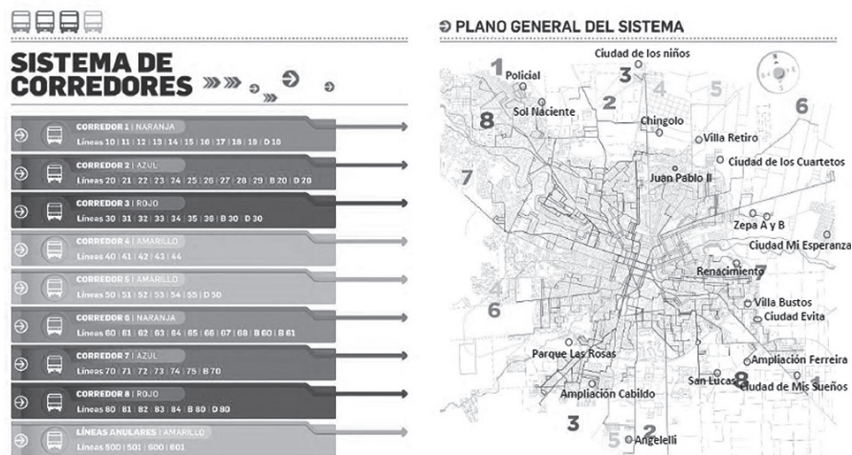 SISTEMA DE
CORREDORES
CORREDOR 1 | NARANJA
Líneas 10 | 11 | 12 | 13 | 14 | 15 | 16 | 17 | 18 | 19 | D 10
CORREDOR 2 | AZUL
Líneas 20 | 21 | 22 | 23 | 24 | 25 | 26 | 27 | 28 | 29 | B 20 | D 20
CORREDOR 3 | ROJO
Líneas 30 | 31 | 32 | 33 | 34 | 35 | 36 | B 30 | D 30
CORREDOR 4 | AMARILLO
Líneas 40 | 41 | 42 | 43 | 44
CORREDOR 5 | AMARILLO
Líneas 50 | 51 | 52 | 53 | 54 | 55 | D 50
CORREDOR 6 | NARANJA
Líneas 60 | 61 | 62 | 63 | 64 | 65 | 66 | 67 | 68 | B 60 | B 61
CORREDOR 7 | AZUL
Líneas 70 | 71 | 72 | 73 | 74 | 75 | B 70
CORREDOR 8 | ROJO
Líneas 80 | 81 | 82 | 83 | 84 | B 80 | D 80
LÍNEAS ANULARES | AMARILLO
Líneas 500 | 501 | 600 | 601
PLANO GENERAL DEL SISTEMA
Ciudad de los niños
1
Policial
3
4
5
2
6
Sol Naciente
8
Chingolo
Villa Retiro
Ciudad de los Cuartetos
7
Juan Pablo II
Zepa A y B
Ciudad Mi Esperanza
Renacimiento
7
4
6
Villa Bustos
Ciudad Evita
Parque Las Rosas
Ampliación Ferreira
San Lucas
8
Ciudad de Mis Sueños
1
Ampliación Cabildo
3
5
2
Angelelli